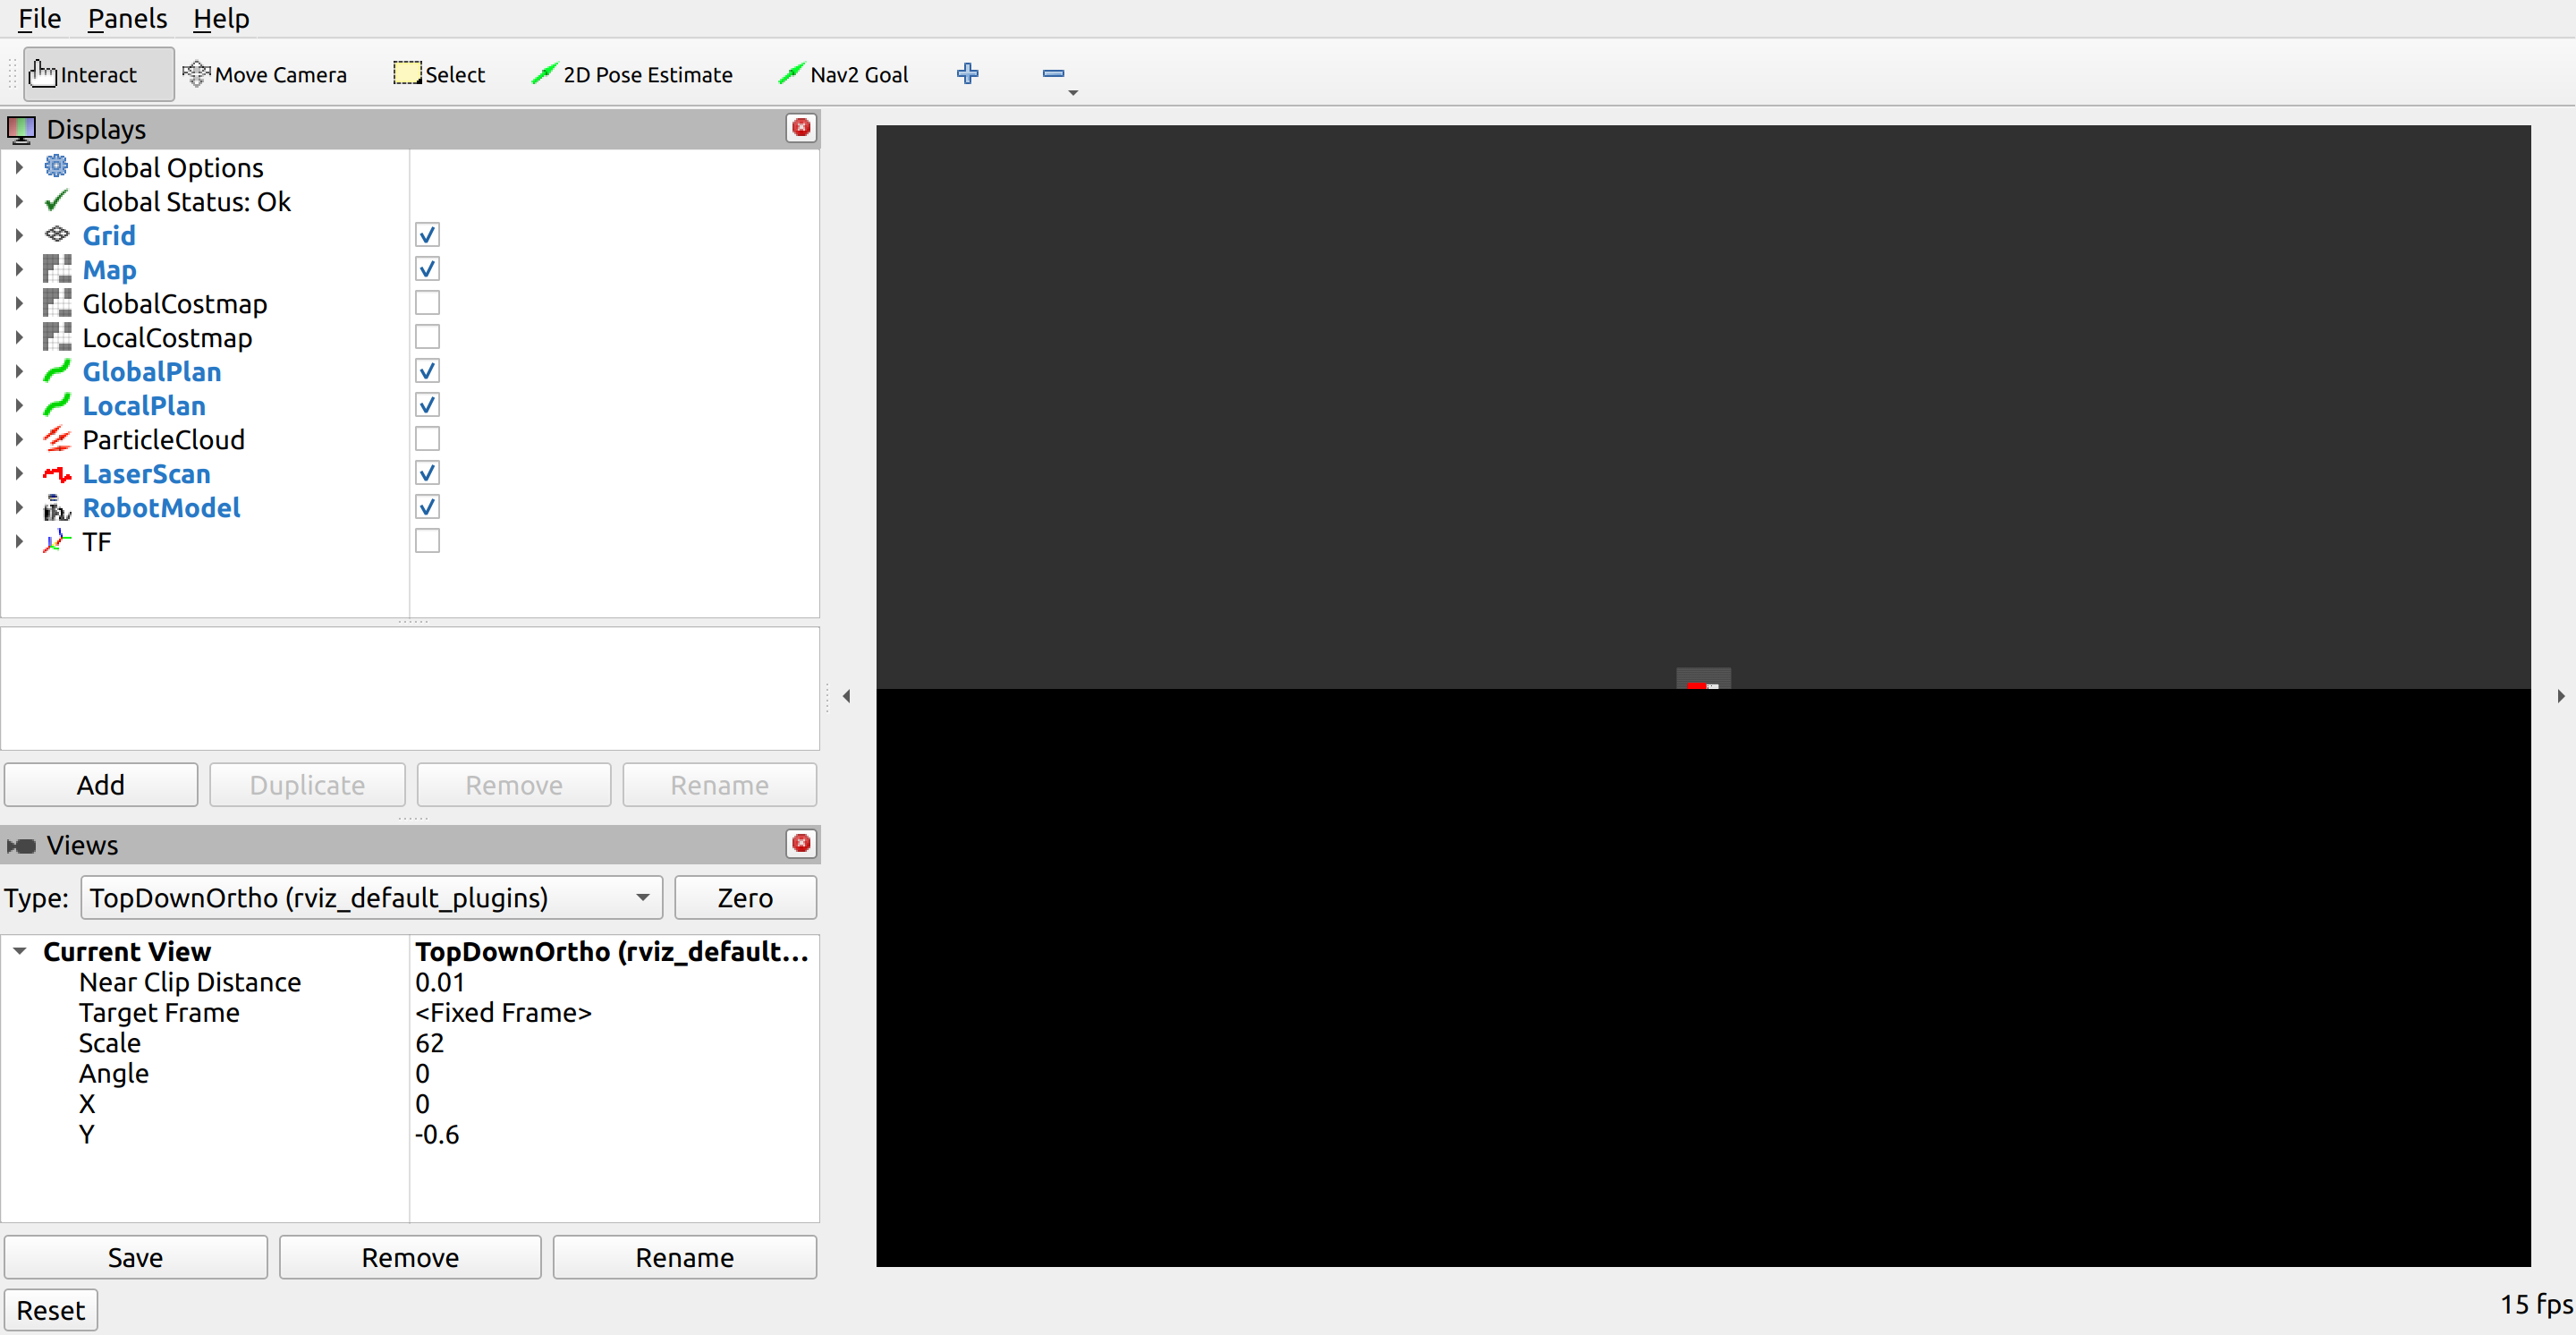 File Panels Help
Interact Move Camera Select 2D Pose Estimate Nav2 Goal
Displays
Global Options
Global Status: Ok
Grid
Map
GlobalCostmap
LocalCostmap
GlobalPlan
LocalPlan
ParticleCloud
LaserScan
RobotModel
TF
Add Duplicate Remove Rename
Views
Type: TopDownOrtho (rviz_default_plugins) Zero
Current View TopDownOrtho (rviz_default...
Near Clip Distance 0.01
Target Frame <Fixed Frame>
Scale 62
Angle 0
X 0
Y -0.6
Save Remove Rename
Reset 15 fps